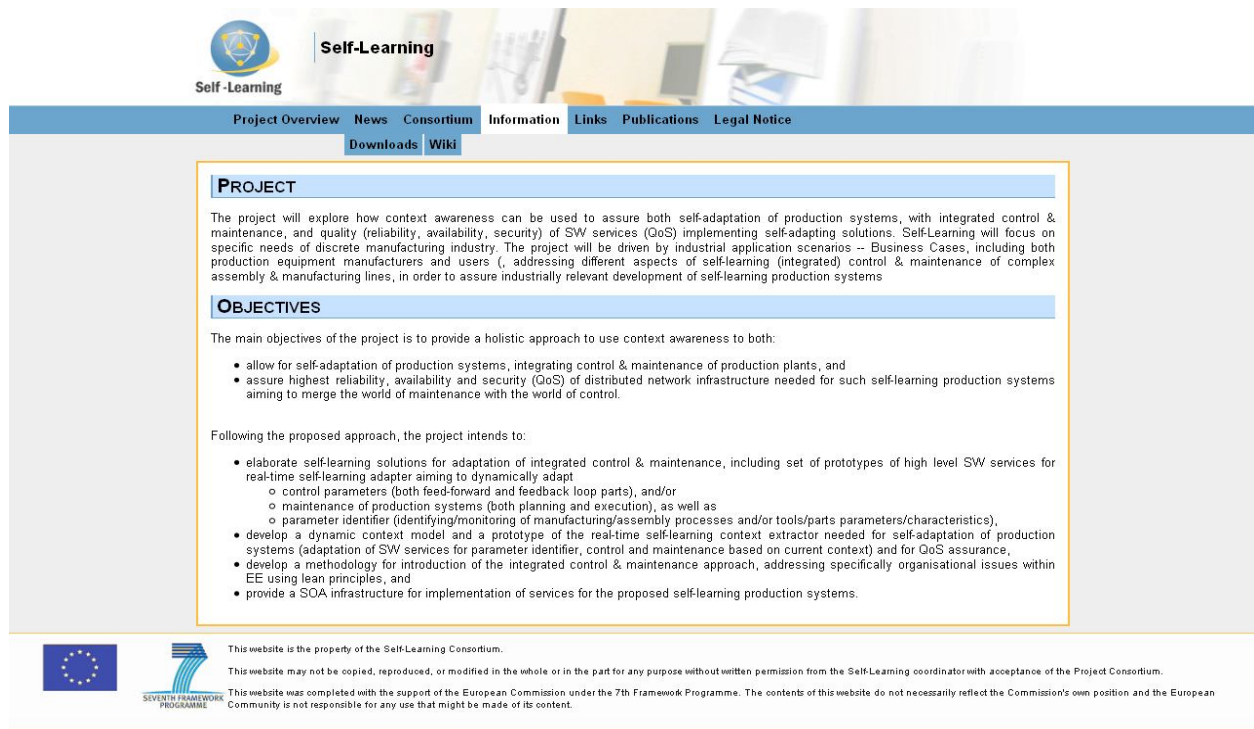 Self-Learning
Self-Learning
Project Overview News Consortium Information Links Publications Legal Notice
Downloads Wiki
PROJECT
The project will explore how context awareness can be used to assure both self-adaptation of production systems, with integrated control &
maintenance, and quality (reliability, availability, security) of SW services (QoS) implementing self-adapting solutions. Self-Learning will focus on
specific needs of discrete manufacturing industry. The project will be driven by industrial application scenarios -- Business Cases, including both
production equipment manufacturers and users (, addressing different aspects of self-learning (integrated) control & maintenance of complex
assembly & manufacturing lines, in order to assure industrially relevant development of self-learning production systems
OBJECTIVES
The main objectives of the project is to provide a holistic approach to use context awareness to both:
• allow for self-adaptation of production systems, integrating control & maintenance of production plants, and
• assure highest reliability, availability and security (QoS) of distributed network infrastructure needed for such self-learning production systems
aiming to merge the world of maintenance with the world of control.
Following the proposed approach, the project intends to:
• elaborate self-learning solutions for adaptation of integrated control & maintenance, including set of prototypes of high level SW services for
real-time self-learning adapter aiming to dynamically adapt
o control parameters (both feed-forward and feedback loop parts), and/or
o maintenance of production systems (both planning and execution), as well as
o parameter identifier (identifying/monitoring of manufacturing/assembly processes and/or tools/parts parameters/characteristics),
• develop a dynamic context model and a prototype of the real-time self-learning context extractor needed for self-adaptation of production
systems (adaptation of SW services for parameter identifier, control and maintenance based on current context) and for QoS assurance,
• develop a methodology for introduction of the integrated control & maintenance approach, addressing specifically organisational issues within
EE using lean principles, and
• provide a SOA infrastructure for implementation of services for the proposed self-learning production systems.
This website is the property of the Self-Learning Consortium.
This website may not be copied, reproduced, or modified in the whole or in the part for any purpose without written permission from the Self-Learning coordinator with acceptance of the Project Consortium.
SEVENTH FRAMEWORK
PROGRAMME
This website was completed with the support of the European Commission under the 7th Framework Programme. The contents of this website do not necessarily reflect the Commission's own position and the European
Community is not responsible for any use that might be made of its content.